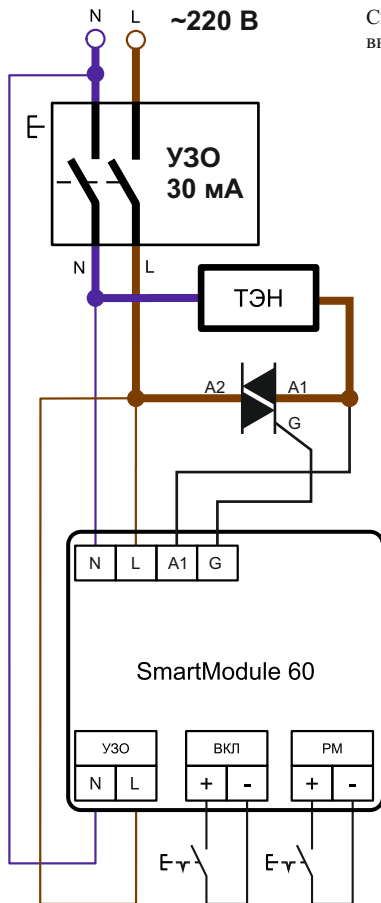 N L ~220 В
УЗО
30 мА
N L
ТЭН
A2 A1
G
N L A1 G
SmartModule 60
УЗО ВКЛ РМ
N L + - + -